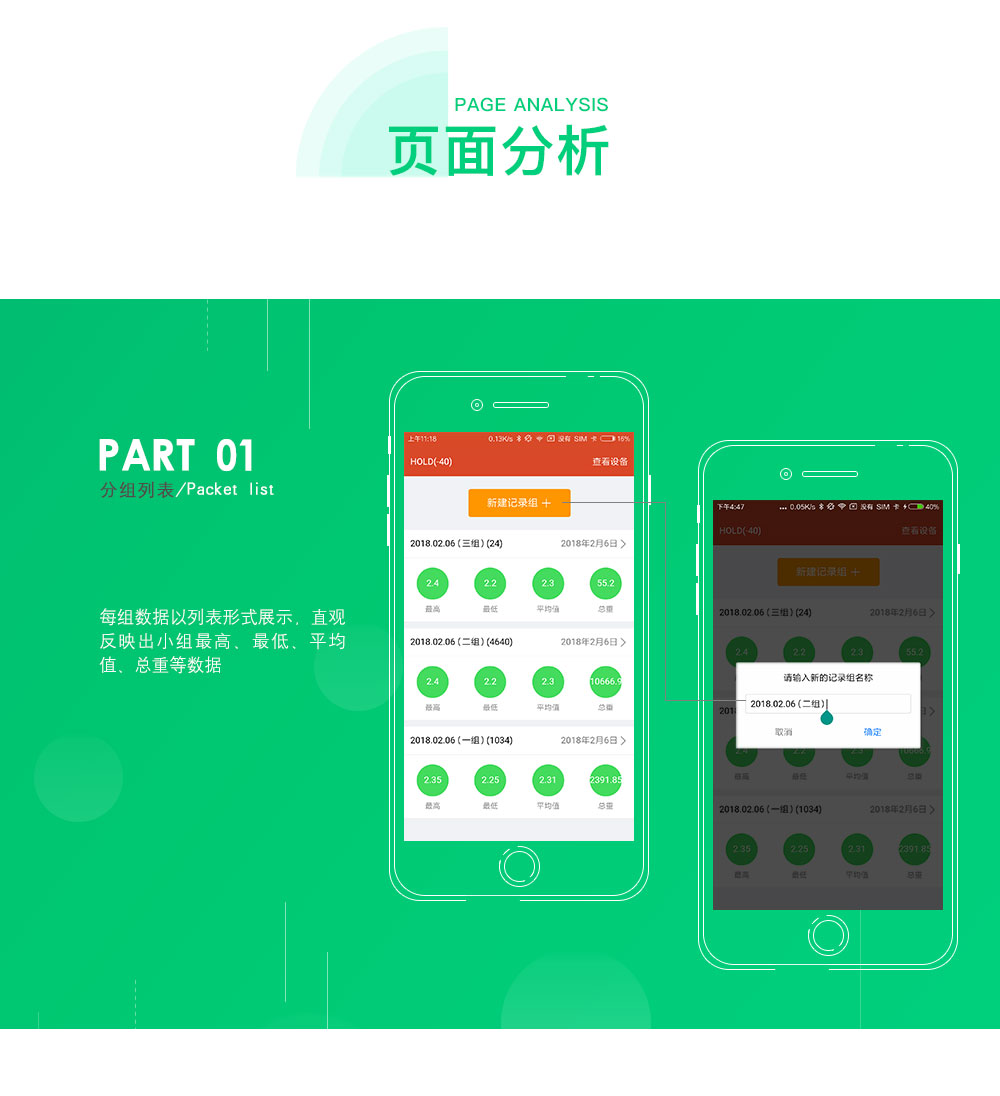 PAGE ANALYSIS
页面分析
PART 01
分组列表/Packet list
每组数据以列表形式展示，直观
反映出小组最高、最低、平均
值、总重等数据
上午11:18 0.13K/s 没有 SIM 卡 16%
HOLD(-40) 查看设备
新建记录组 +
2018.02.06（三组）(24) 2018年2月6日
2.4 2.2 2.3 55.2
最高 最低 平均值 总重
2018.02.06（二组）(4640) 2018年2月6日
2.4 2.2 2.3 10666.9
最高 最低 平均值 总重
2018.02.06（一组）(1034) 2018年2月6日
2.35 2.25 2.31 2391.85
最高 最低 平均值 总重
下午4:47 ... 0.05K/s 没有 SIM 卡 40%
HOLD(-40) 查看设备
新建记录组 +
2018.02.06（三组）(24) 2018年2月6日
2.4 2.2 2.3 55.2
请输入新的记录组名称
2018.02.06（二组）
取消 确定
2.4 2.2 2.3
最高 最低 平均值 总重
2018.02.06（一组）(1034) 2018年2月6日
2.35 2.25 2.31 2391.85
最高 最低 平均值 总重